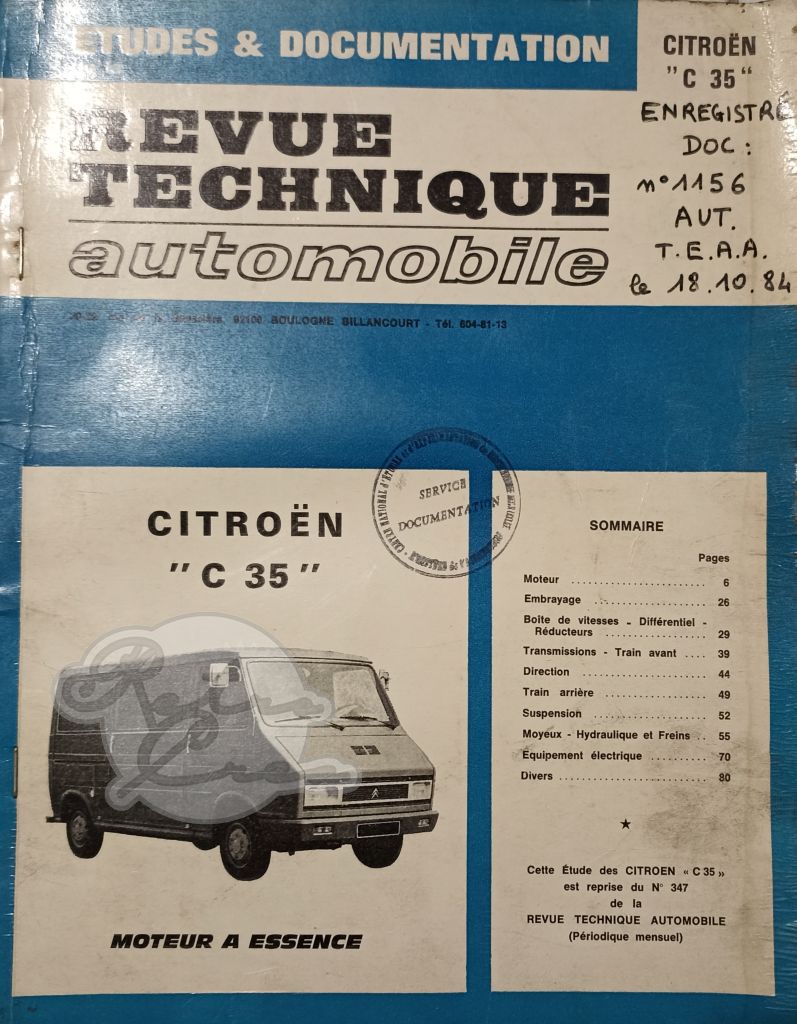 ÉTUDES & DOCUMENTATION
CITROËN
"C 35"
ENREGISTRÉ
DOC :
n° 1156
AUT.
T.E.A.A.
le 18.10.84
REVUE
TECHNIQUE
automobile
92100 BOULOGNE BILLANCOURT - Tél. 604-81-13
SERVICE
DOCUMENTATION
CITROËN
"C 35"
MOTEUR A ESSENCE
SOMMAIRE
Pages
Moteur .................... 6
Embrayage .................... 26
Boîte de vitesses - Différentiel -
Réducteurs .................... 29
Transmissions - Train avant .... 39
Direction .................... 44
Train arrière .................... 49
Suspension .................... 52
Moyeux - Hydraulique et Freins .. 55
Equipement électrique .......... 70
Divers .................... 80
★
Cette Étude des CITROEN « C 35 »
est reprise du N° 347
de la
REVUE TECHNIQUE AUTOMOBILE
(Périodique mensuel)